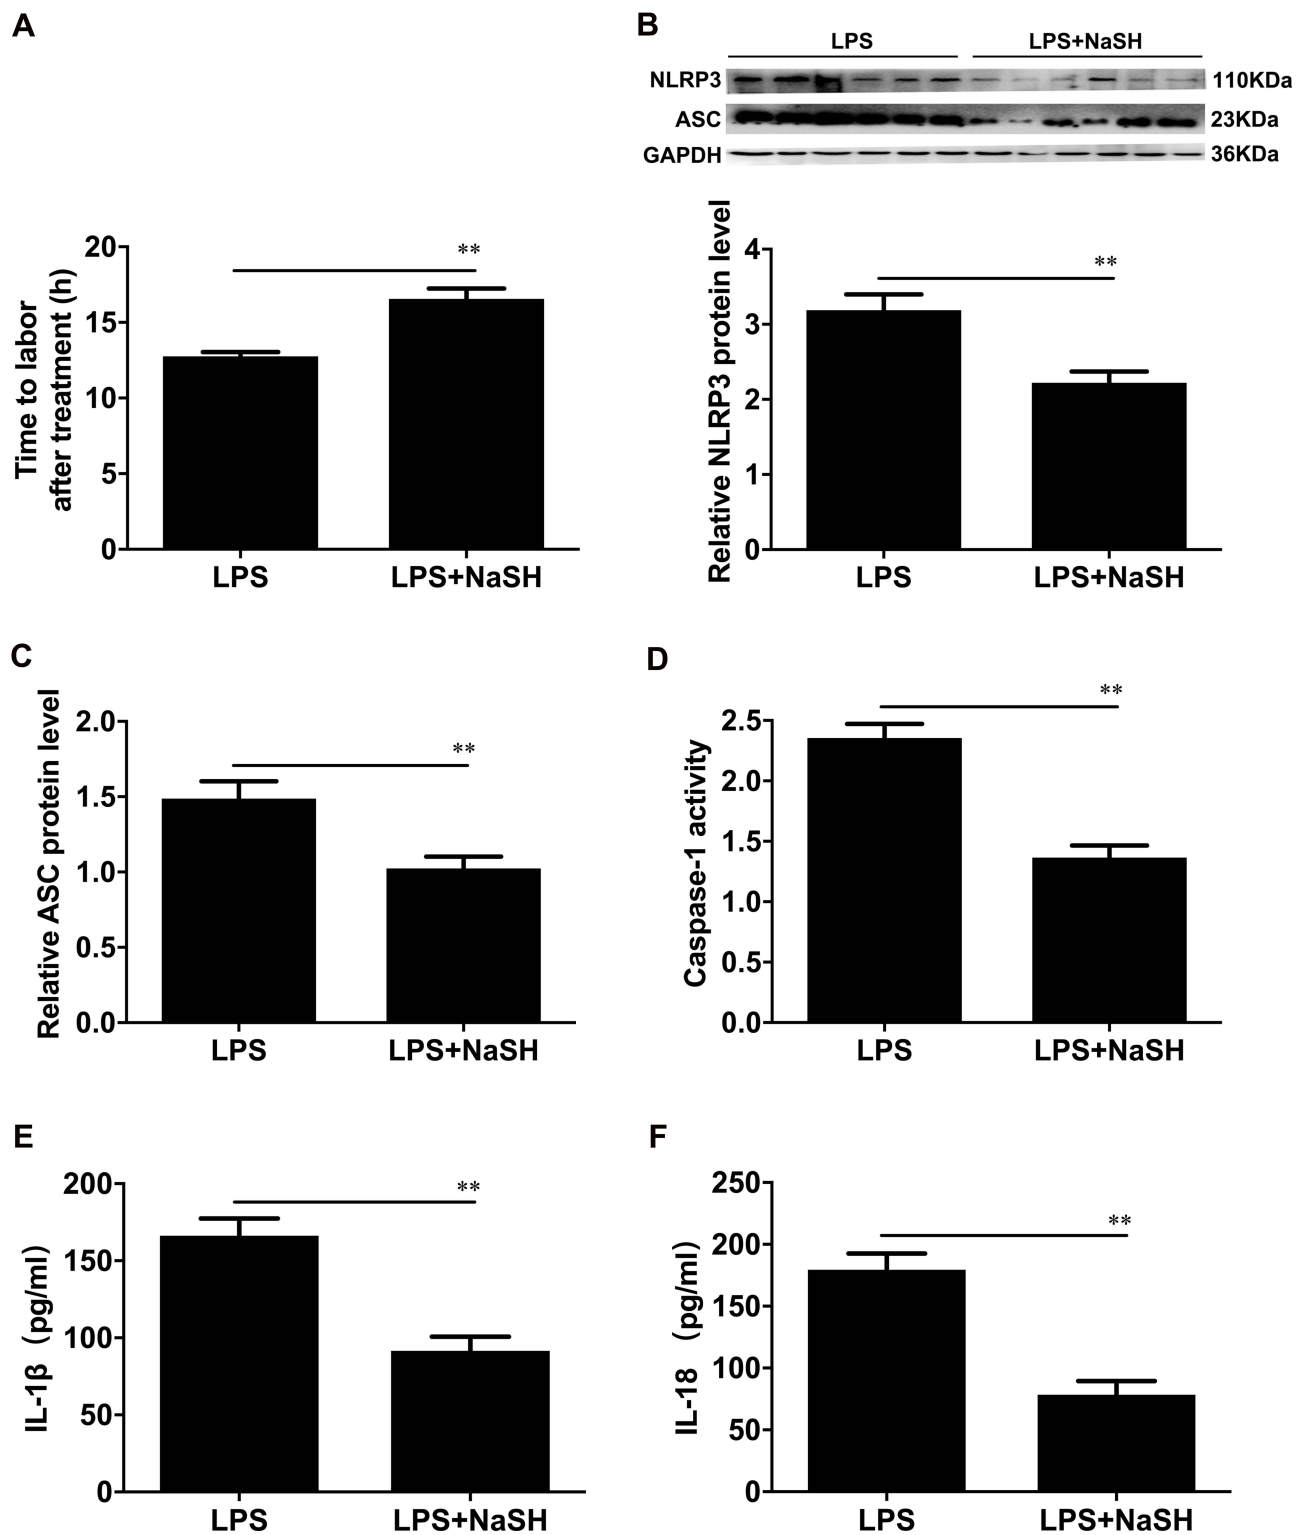 A
Time to labor
after treatment (h)
20
15
10
5
0
**
LPS
LPS+NaSH
B
LPS
LPS+NaSH
NLRP3
110KDa
ASC
23KDa
GAPDH
36KDa
Relative NLRP3 protein level
4
3
2
1
0
**
LPS
LPS+NaSH
C
Relative ASC protein level
2.0
1.5
1.0
0.5
0.0
**
LPS
LPS+NaSH
D
Caspase-1 activity
2.5
2.0
1.5
1.0
0.5
0.0
**
LPS
LPS+NaSH
E
IL-1β (pg/ml)
200
150
100
50
0
**
LPS
LPS+NaSH
F
IL-18 (pg/ml)
250
200
150
100
50
0
**
LPS
LPS+NaSH